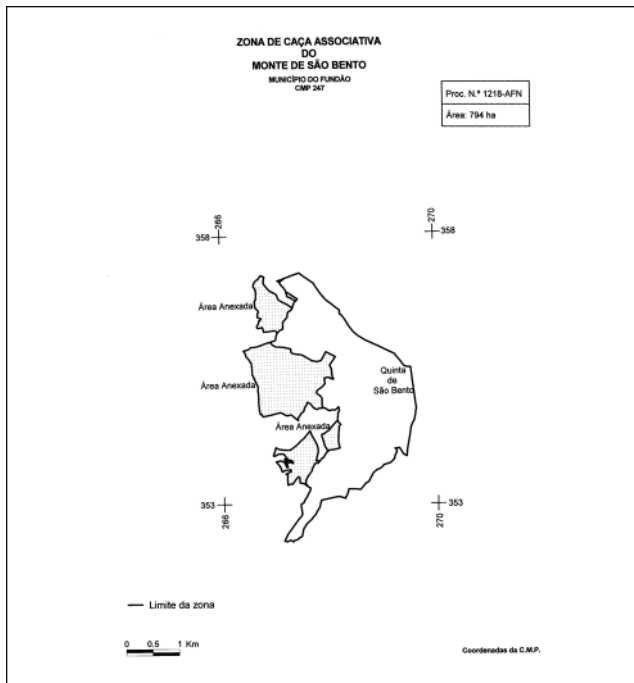 ZONA DE CAÇA ASSOCIATIVA
DO
MONTE DE SÃO BENTO
MUNICÍPIO DO FUNDÃO
CMP 247
Proc. N.º 1218-AFN
Área: 794 ha
266
270
358
358
Área Anexada
Área Anexada
Quinta
de
São Bento
Área Anexada
353
353
266
270
Limite da zona
0 0.5 1 Km
Coordenadas da C.M.P.